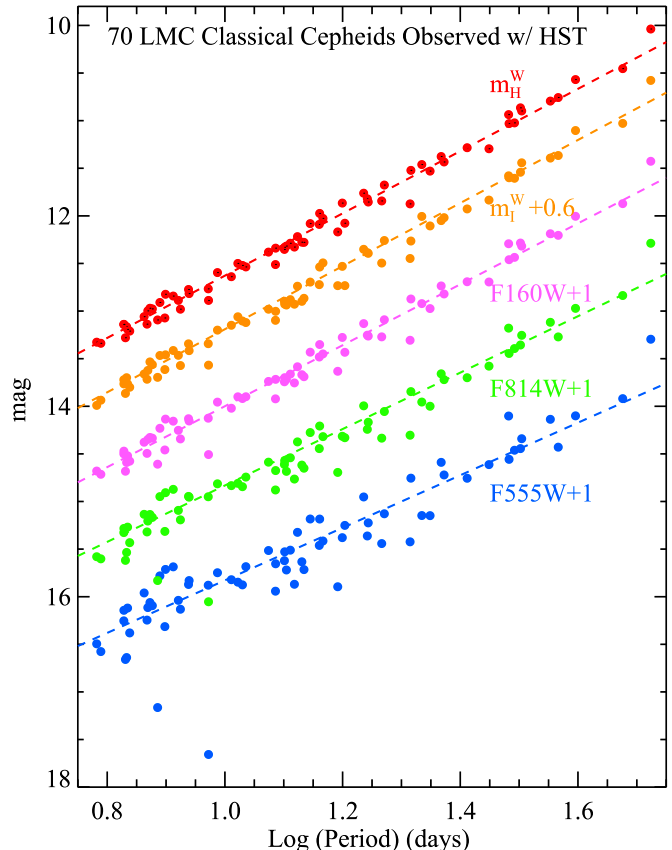 70 LMC Classical Cepheids Observed w/ HST
10
12
14
16
18
mag
m_H^W
m_I^W +0.6
F160W+1
F814W+1
F555W+1
0.8 1.0 1.2 1.4 1.6
Log (Period) (days)